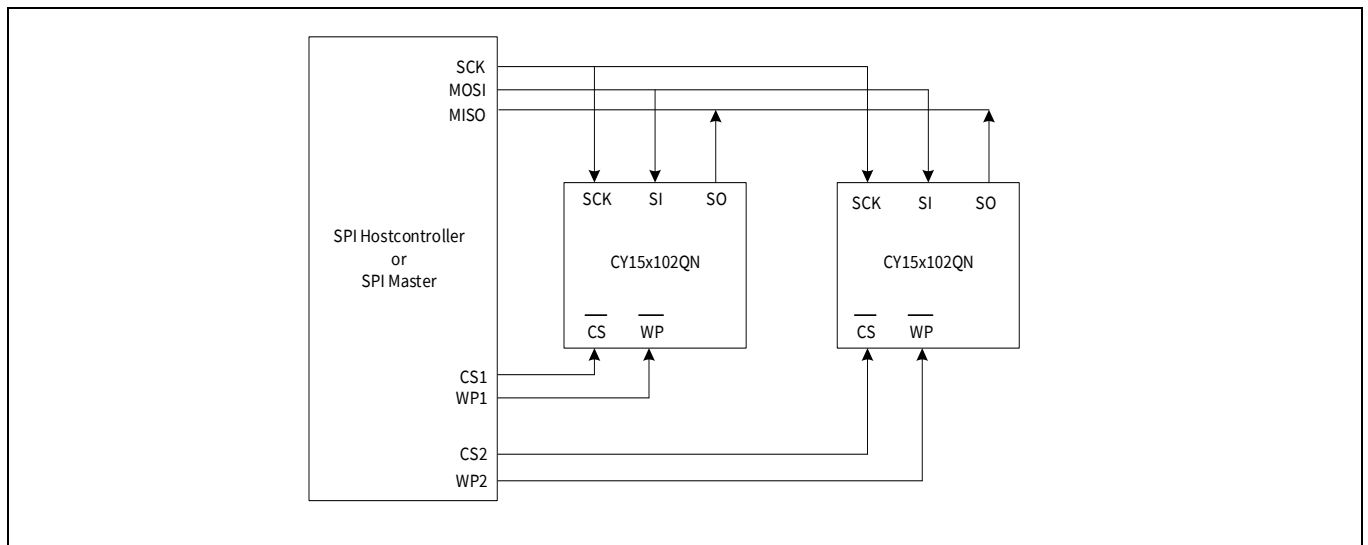 SCK
MOSI
MISO
SPI Hostcontroller
or
SPI Master
CS1
WP1
CS2
WP2
SCK SI SO
CY15x102QN
CS WP
SCK SI SO
CY15x102QN
CS WP